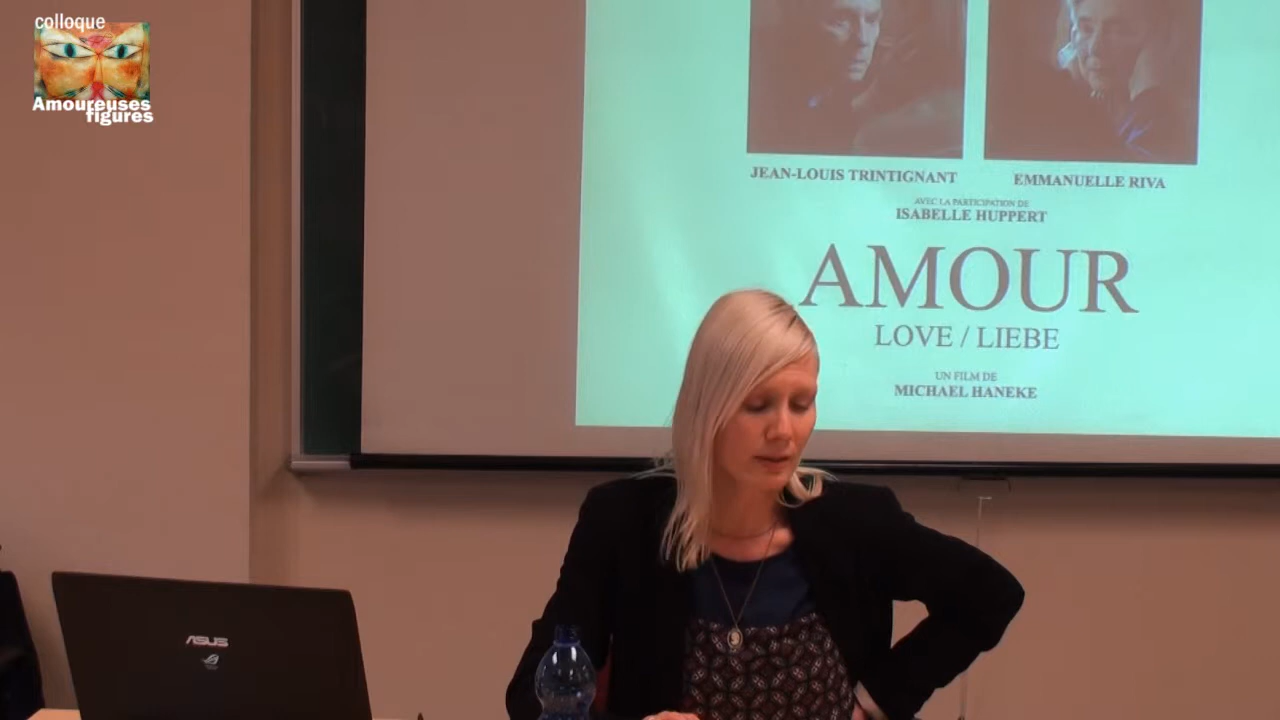 colloque
Amoureuses
figures
JEAN-LOUIS TRINTIGNANT
EMMANUELLE RIVA
AVEC LA PARTICIPATION DE
ISABELLE HUPPERT
AMOUR
LOVE / LIEBE
UN FILM DE
MICHAEL HANEKE
ASUS